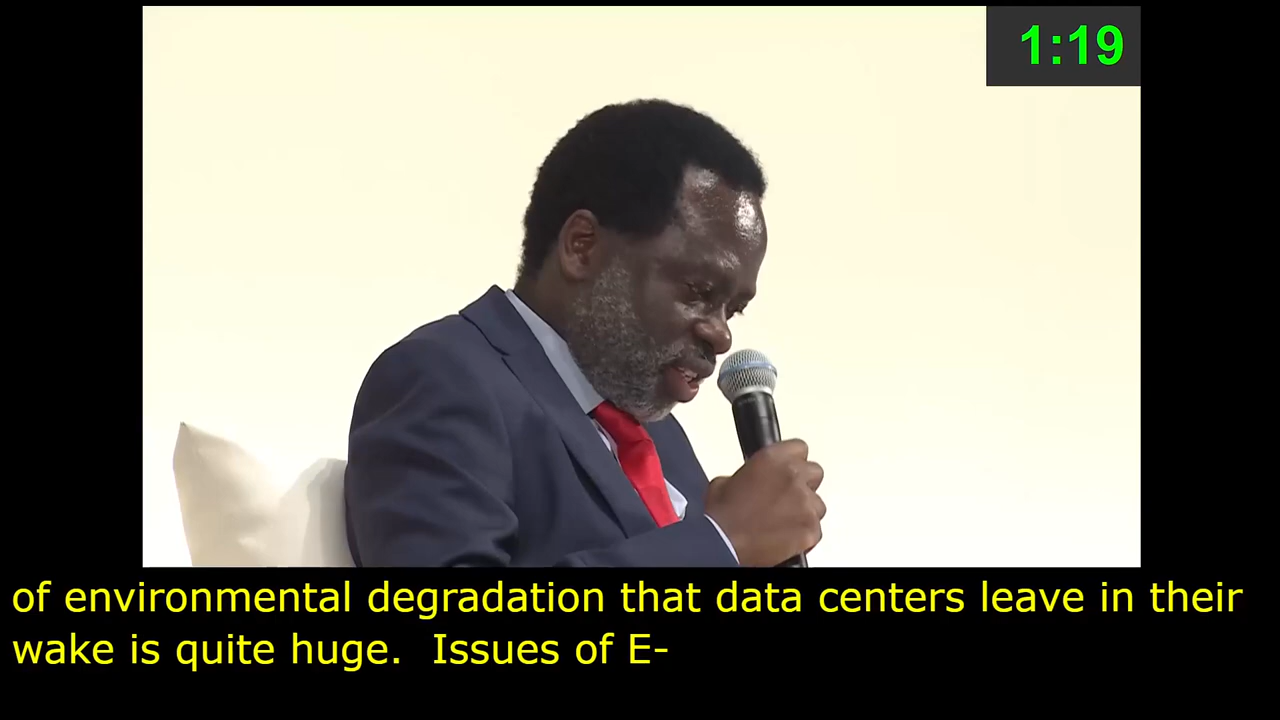 1:19
of environmental degradation that data centers leave in their
wake is quite huge.  Issues of E-